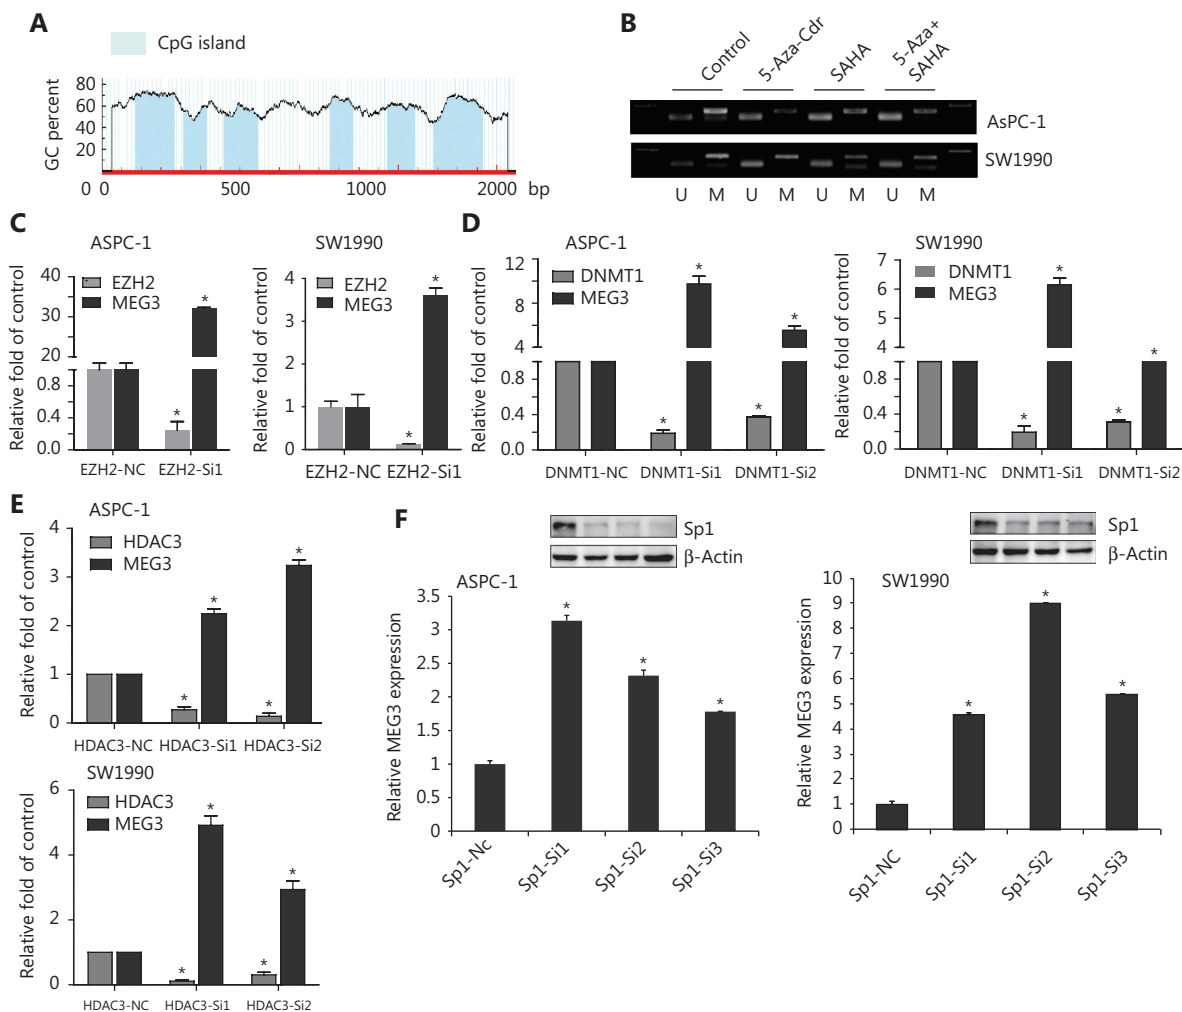 A
CpG island
GC percent
80
60
40
20
0 0 500 1000 2000 bp
B
Control 5-Aza-Cdr SAHA 5-Aza+ SAHA
AsPC-1
SW1990
U M U M U M U M
C
ASPC-1
EZH2
MEG3
Relative fold of control
40
30
20
0.8
0.4
0.0
EZH2-NC EZH2-Si1
SW1990
EZH2
MEG3
Relative fold of control
4
3
2
1
0
EZH2-NC EZH2-Si1
D
ASPC-1
DNMT1
MEG3
Relative fold of control
12
8
4
0.8
0.4
0.0
DNMT1-NC DNMT1-Si1 DNMT1-Si2
SW1990
DNMT1
MEG3
Relative fold of control
7
6
4
2
0.8
0.4
0.0
DNMT1-NC DNMT1-Si1 DNMT1-Si2
E
ASPC-1
HDAC3
MEG3
Relative fold of control
4
3
2
1
0
HDAC3-NC HDAC3-Si1 HDAC3-Si2
SW1990
HDAC3
MEG3
Relative fold of control
6
4
2
0
HDAC3-NC HDAC3-Si1 HDAC3-Si2
F
Sp1
β-Actin
ASPC-1
Relative MEG3 expression
3.5
3
2.5
2
1.5
1
0.5
0
Sp1-Nc Sp1-Si1 Sp1-Si2 Sp1-Si3
Sp1
β-Actin
SW1990
Relative MEG3 expression
10
9
8
7
6
5
4
3
2
1
0
Sp1-NC Sp1-Si1 Sp1-Si2 Sp1-Si3